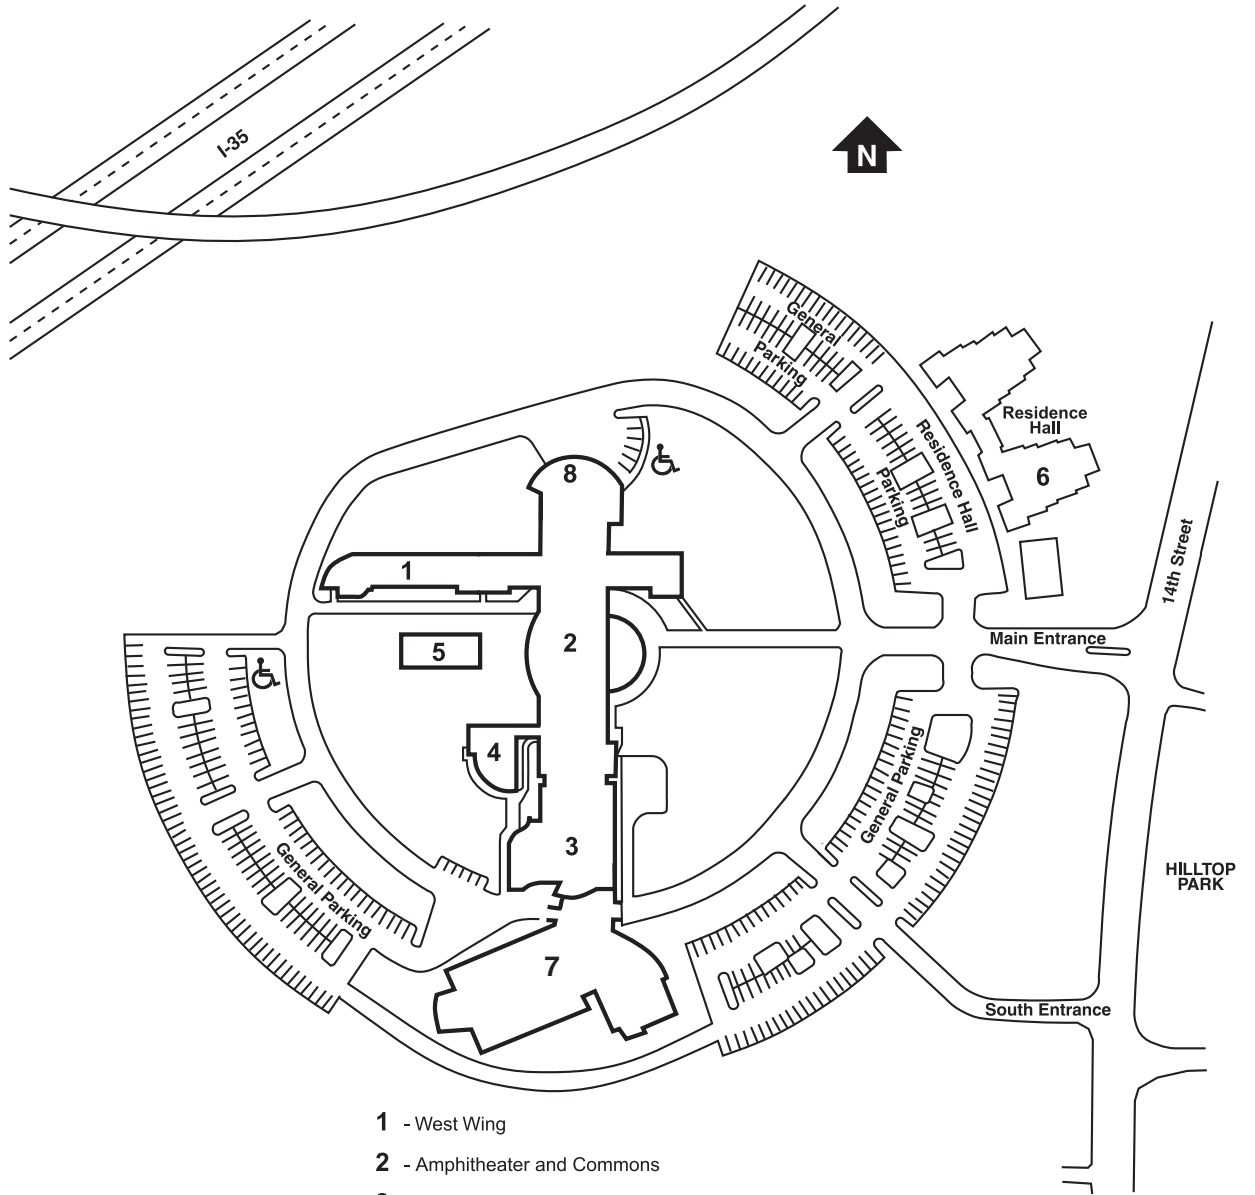 I-35
N
General
Parking
Residence
Hall
Residence Hall
Parking
6
8
1
14th Street
2
5
Main Entrance
4
General Parking
3
General Parking
HILLTOP
PARK
7
South Entrance
1 - West Wing
2 - Amphitheater and Commons